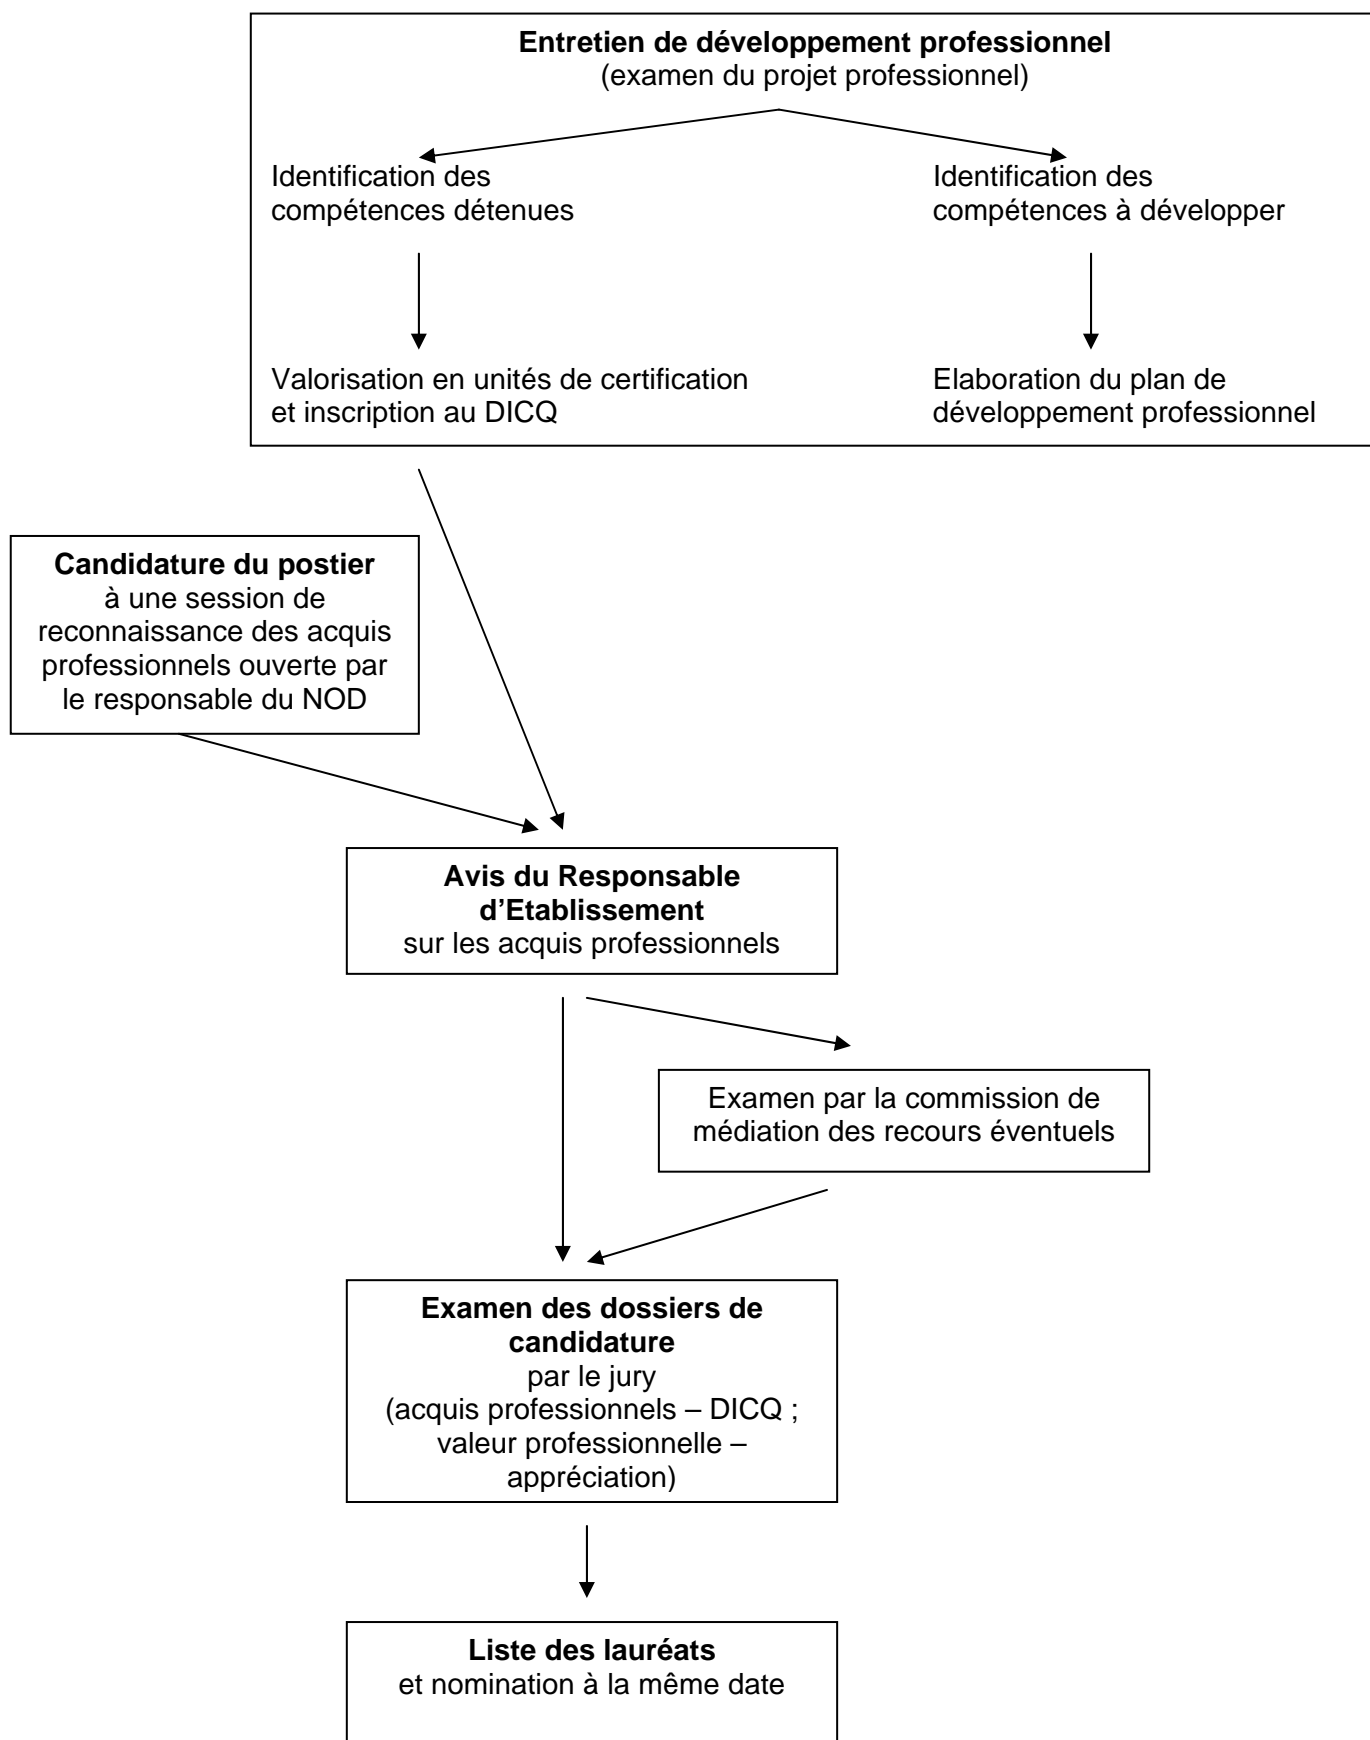 Entretien de développement professionnel
(examen du projet professionnel)
Identification des
compétences détenues
Identification des
compétences à développer
Valorisation en unités de certification
et inscription au DICQ
Elaboration du plan de
développement professionnel
Candidature du postier
à une session de
reconnaissance des acquis
professionnels ouverte par
le responsable du NOD
Avis du Responsable
d’Etablissement
sur les acquis professionnels
Examen par la commission de
médiation des recours éventuels
Examen des dossiers de
candidature
par le jury
(acquis professionnels – DICQ ;
valeur professionnelle –
appréciation)
Liste des lauréats
et nomination à la même date